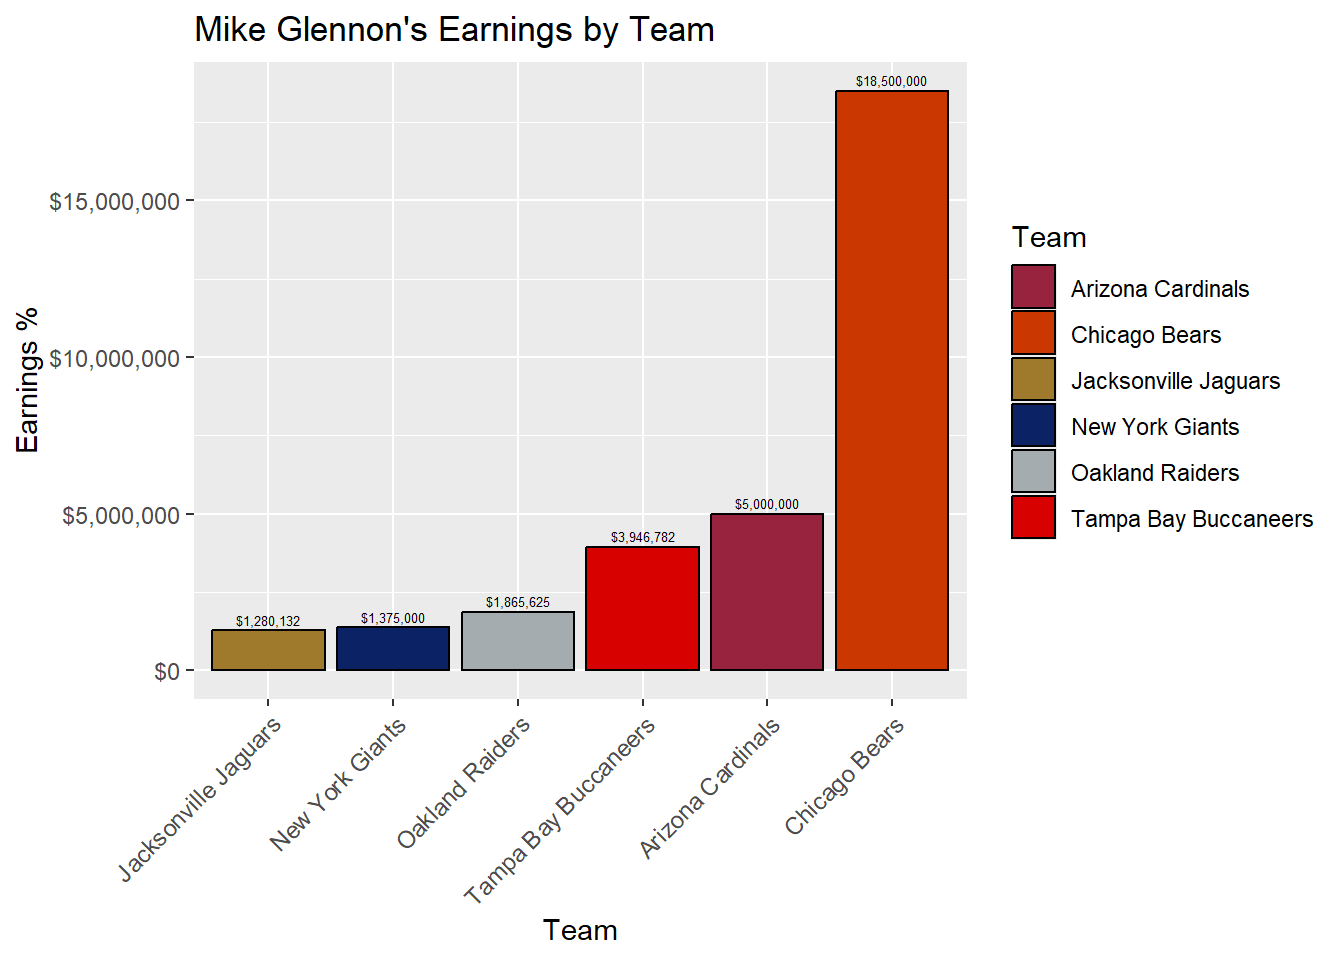 Mike Glennon's Earnings by Team
Earnings %
$15,000,000
$10,000,000
$5,000,000
$0
$1,280,132
$1,375,000
$1,865,625
$3,946,782
$5,000,000
$18,500,000
Jacksonville Jaguars
New York Giants
Oakland Raiders
Tampa Bay Buccaneers
Arizona Cardinals
Chicago Bears
Team
Team
Arizona Cardinals
Chicago Bears
Jacksonville Jaguars
New York Giants
Oakland Raiders
Tampa Bay Buccaneers